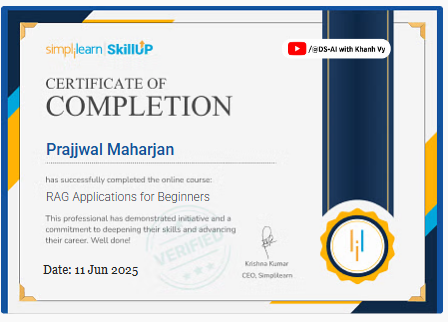 simplilearn | SkillUP
/@DS-AI with Khanh Vy
CERTIFICATE OF
COMPLETION
Prajjwal Maharjan
has successfully completed the online course:
RAG Applications for Beginners
This professional has demonstrated initiative and a
commitment to deepening their skills and advancing
their career. Well done!
VERIFIED
Krishna Kumar
CEO, Simplilearn
Date: 11 Jun 2025